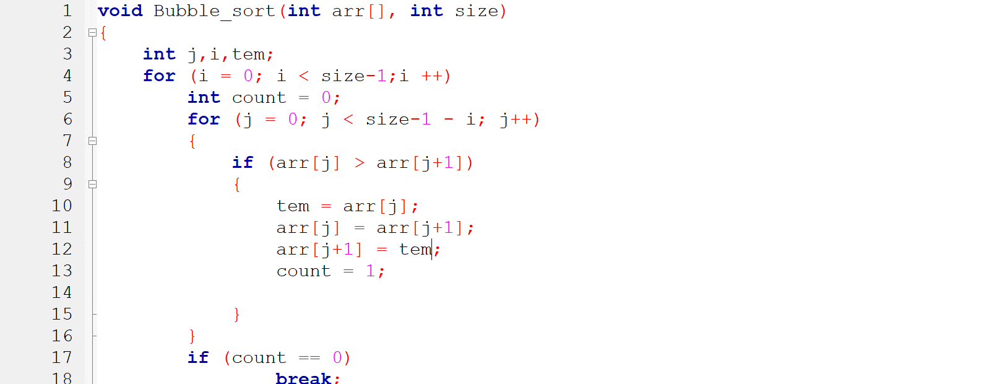 1 void Bubble_sort(int arr[], int size)
2 {
3     int j,i,tem;
4     for (i = 0; i < size-1;i ++)
5         int count = 0;
6         for (j = 0; j < size-1 - i; j++)
7         {
8             if (arr[j] > arr[j+1])
9             {
10                 tem = arr[j];
11                 arr[j] = arr[j+1];
12                 arr[j+1] = tem;
13                 count = 1;
14
15             }
16         }
17         if (count == 0)
18                 break;